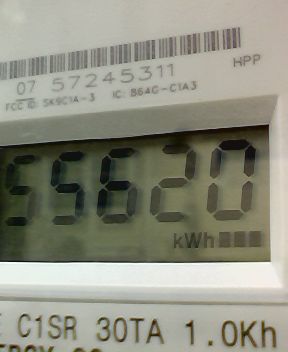 07 57245311
HPP
FCC ID: SK9C1A-3 IC: 864G-C1A3
55620
kWh
C1SR 30TA 1.0Kh